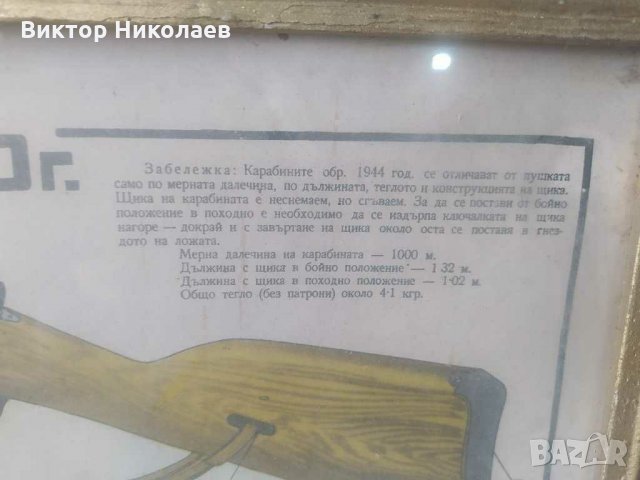 Виктор Николаев
0г.
Забележка: Карабините обр. 1944 год. се отличават от пушката
само по мерната далечина, по дължината, теглото и конструкцията на щика.
Щика на карабината е неснемаем, но сгъваем. За да се постави от бойно
положение в походно е необходимо да се издърпа ключалката на щика
нагоре — докрай и с завъртане на щика около оста се поставя в гнез-
дото на ложата.
Мерна далечина на карабината — 1000 м.
Дължина с щика в бойно положение — 1·32 м.
Дължина с щика в походно положение — 1·02 м.
Общо тегло (без патрони) около 4·1 кгр.
BAZAR